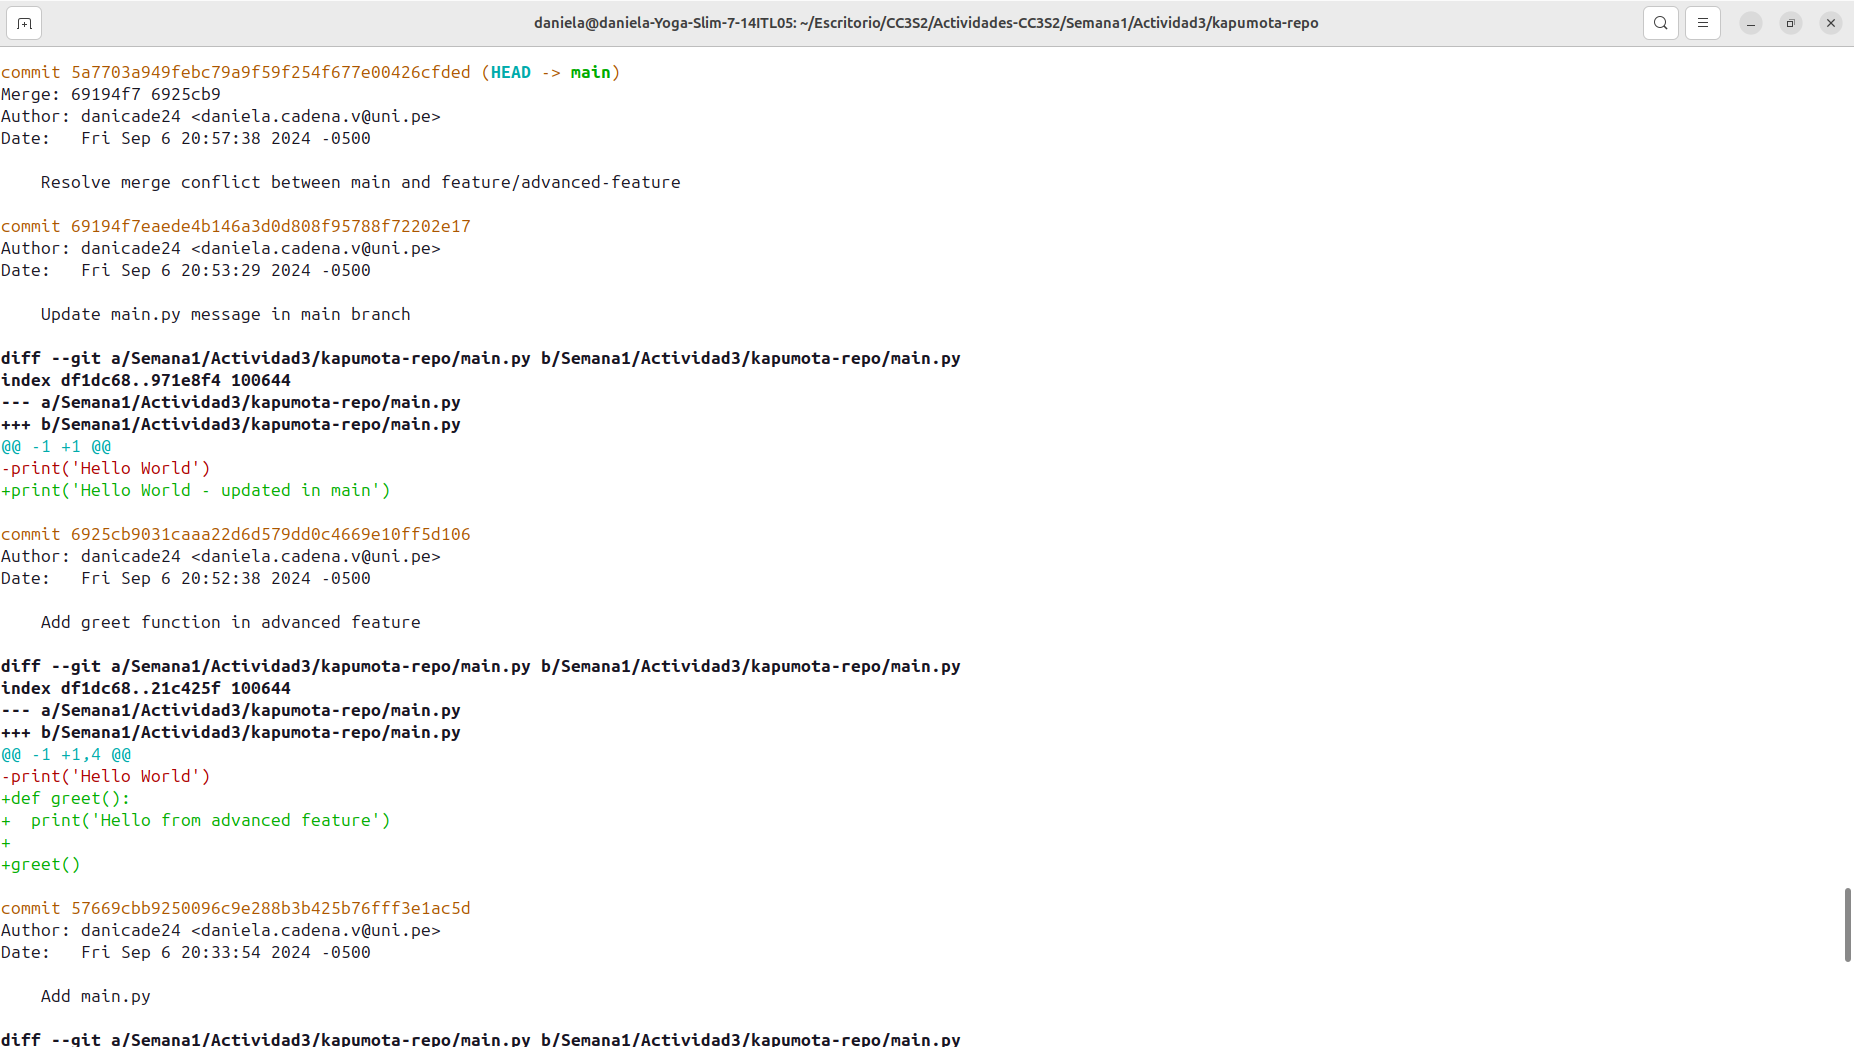 daniela@daniela-Yoga-Slim-7-14ITL05: ~/Escritorio/CC3S2/Actividades-CC3S2/Semana1/Actividad3/kapumota-repo
commit 5a7703a949febc79a9f59f254f677e00426cfded (HEAD -> main)
Merge: 69194f7 6925cb9
Author: danicade24 <daniela.cadena.v@uni.pe>
Date:   Fri Sep 6 20:57:38 2024 -0500
    Resolve merge conflict between main and feature/advanced-feature
commit 69194f7eaede4b146a3d0d808f95788f72202e17
Author: danicade24 <daniela.cadena.v@uni.pe>
Date:   Fri Sep 6 20:53:29 2024 -0500
    Update main.py message in main branch
diff --git a/Semana1/Actividad3/kapumota-repo/main.py b/Semana1/Actividad3/kapumota-repo/main.py
index df1dc68..971e8f4 100644
--- a/Semana1/Actividad3/kapumota-repo/main.py
+++ b/Semana1/Actividad3/kapumota-repo/main.py
@@ -1 +1 @@
-print('Hello World')
+print('Hello World - updated in main')
commit 6925cb9031caaa22d6d579dd0c4669e10ff5d106
Author: danicade24 <daniela.cadena.v@uni.pe>
Date:   Fri Sep 6 20:52:38 2024 -0500
    Add greet function in advanced feature
diff --git a/Semana1/Actividad3/kapumota-repo/main.py b/Semana1/Actividad3/kapumota-repo/main.py
index df1dc68..21c425f 100644
--- a/Semana1/Actividad3/kapumota-repo/main.py
+++ b/Semana1/Actividad3/kapumota-repo/main.py
@@ -1 +1,4 @@
-print('Hello World')
+def greet():
+  print('Hello from advanced feature')
+
+greet()
commit 57669cbb9250096c9e288b3b425b76fff3e1ac5d
Author: danicade24 <daniela.cadena.v@uni.pe>
Date:   Fri Sep 6 20:33:54 2024 -0500
    Add main.py
diff --git a/Semana1/Actividad3/kapumota-repo/main.py b/Semana1/Actividad3/kapumota-repo/main.py